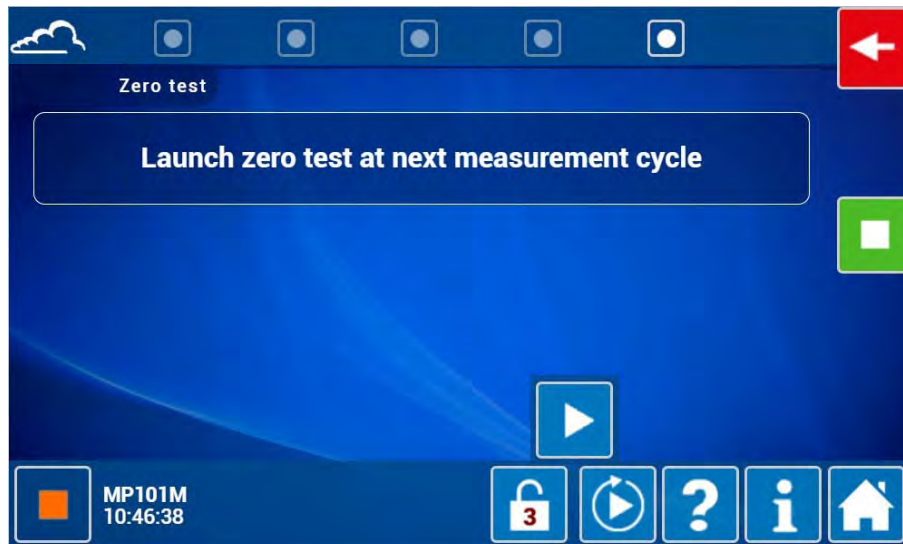 Zero test
Launch zero test at next measurement cycle
MP101M
10:46:38
3
?
i